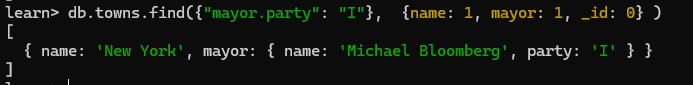 learn> db.towns.find({"mayor.party": "I"},  {name: 1, mayor: 1, _id: 0} )
[
  { name: 'New York', mayor: { name: 'Michael Bloomberg', party: 'I' } }
]